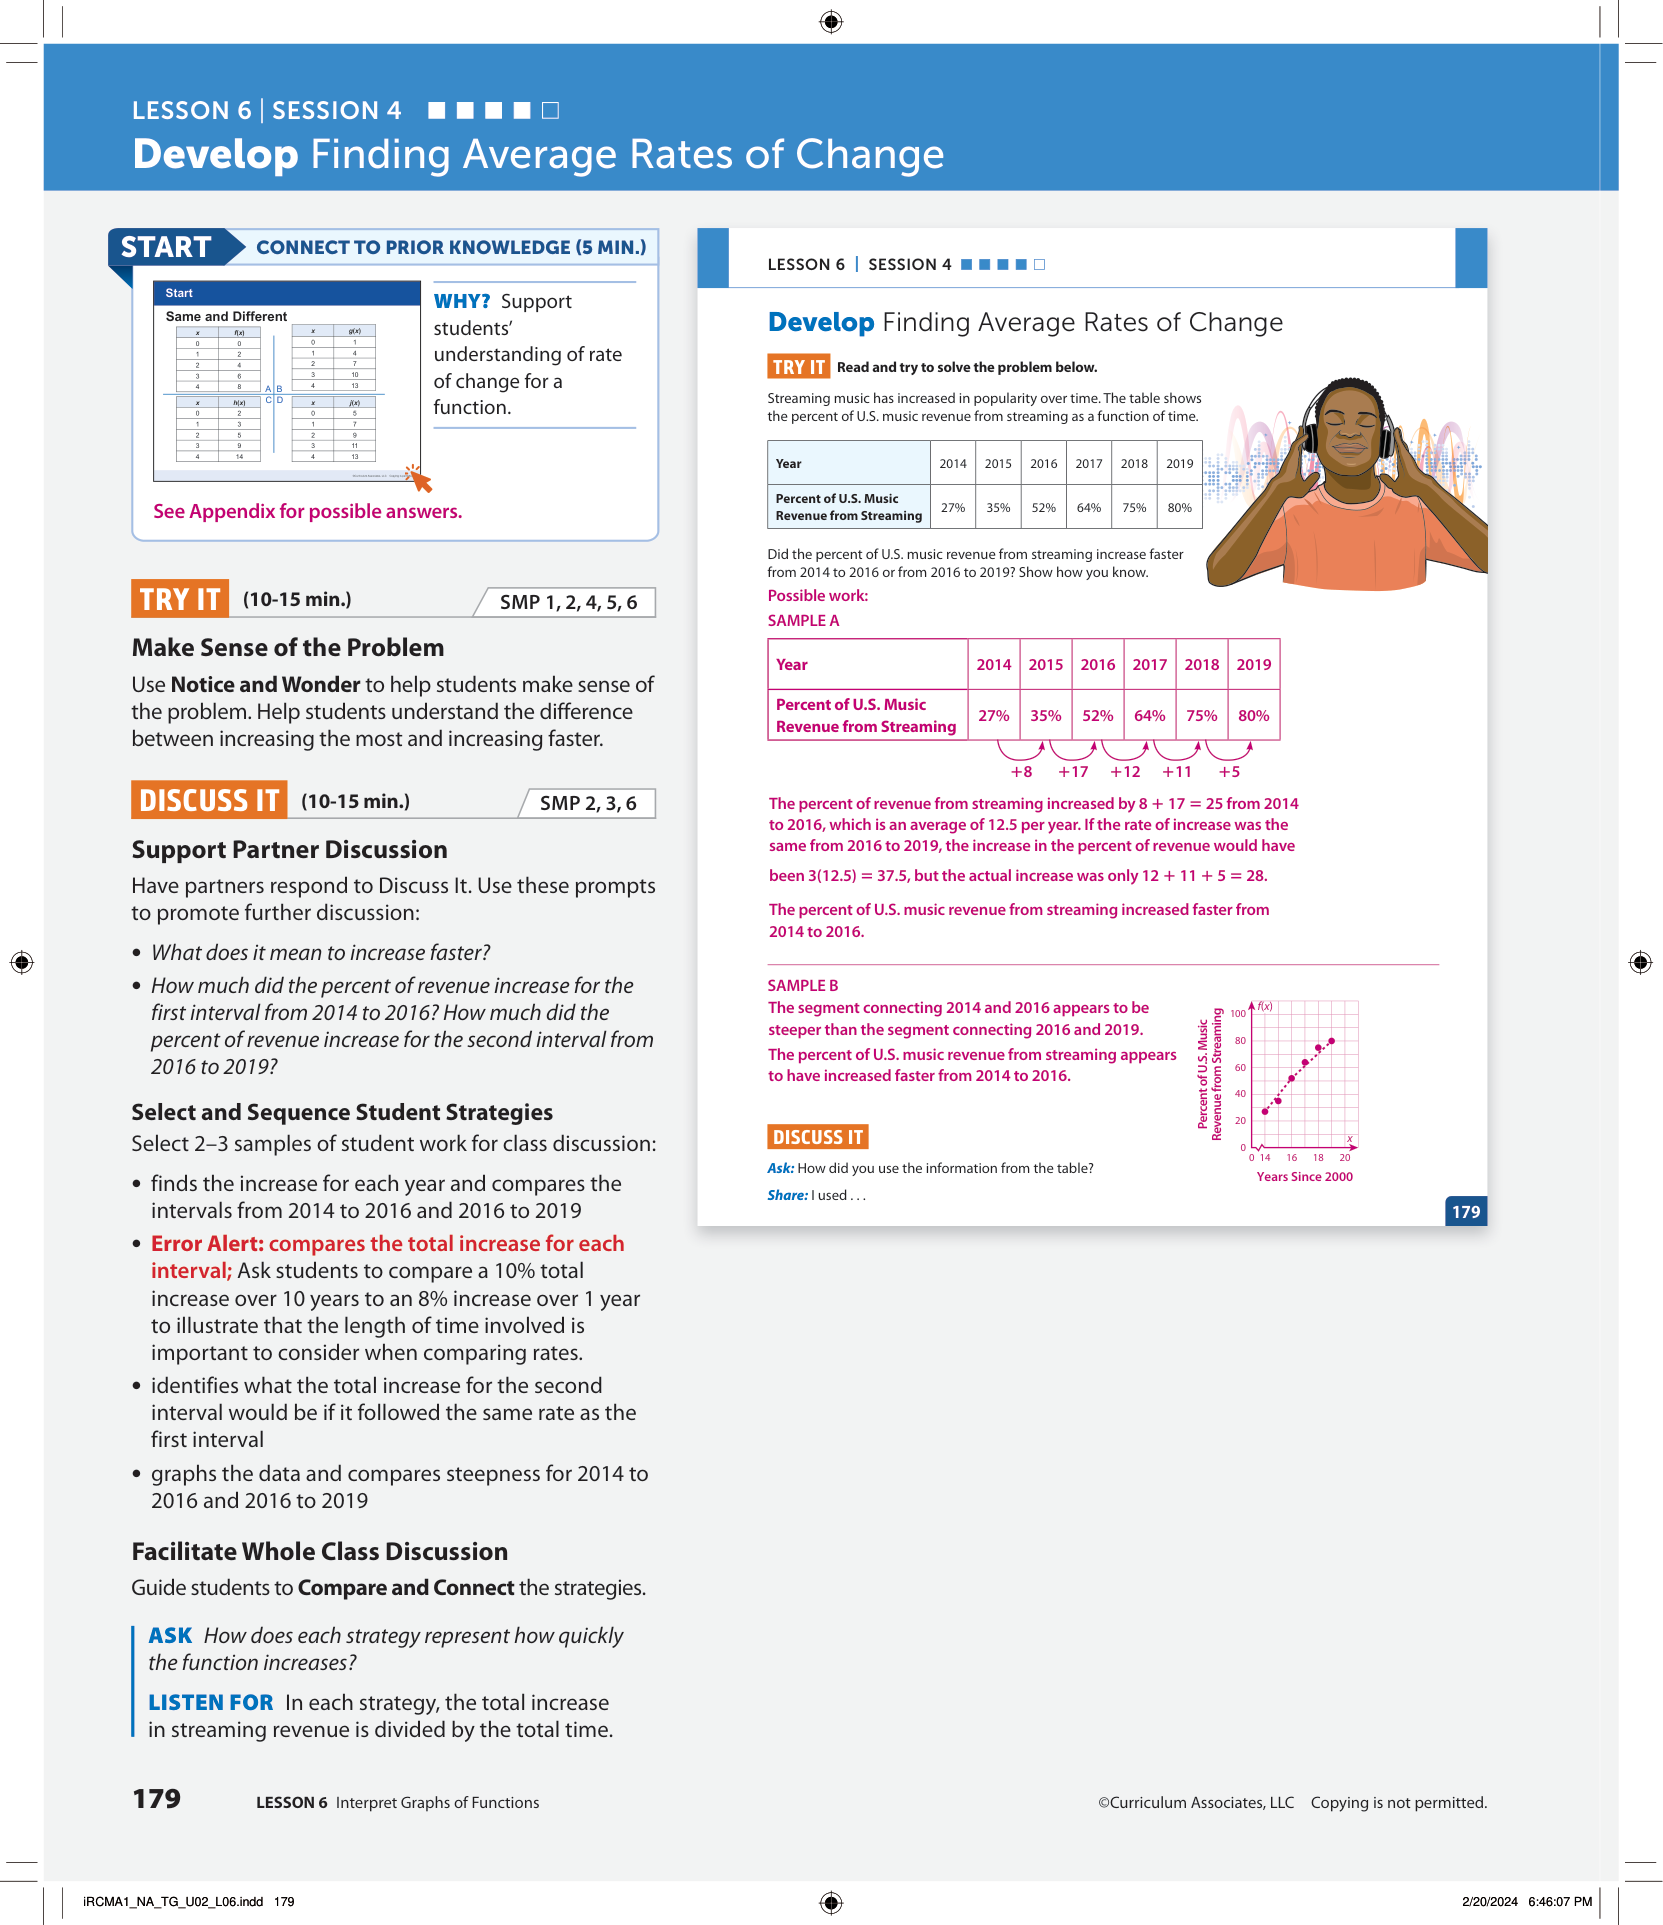 LESSON 6 | SESSION 4
Develop Finding Average Rates of Change
START
CONNECT TO PRIOR KNOWLEDGE (5 MIN.)
Start
Same and Different
x f(x)
0 0
1 2
2 4
3 6
4 8
x g(x)
0 1
1 4
2 7
3 10
4 13
A B
C D
x h(x)
0 2
1 3
2 5
3 9
4 14
x j(x)
0 5
1 7
2 9
3 11
4 13
WHY? Support
students’
understanding of rate
of change for a
function.
See Appendix for possible answers.
TRY IT (10-15 min.) SMP 1, 2, 4, 5, 6
Make Sense of the Problem
Use Notice and Wonder to help students make sense of
the problem. Help students understand the difference
between increasing the most and increasing faster.
DISCUSS IT (10-15 min.) SMP 2, 3, 6
Support Partner Discussion
Have partners respond to Discuss It. Use these prompts
to promote further discussion:
• What does it mean to increase faster?
• How much did the percent of revenue increase for the
first interval from 2014 to 2016? How much did the
percent of revenue increase for the second interval from
2016 to 2019?
Select and Sequence Student Strategies
Select 2–3 samples of student work for class discussion:
• finds the increase for each year and compares the
intervals from 2014 to 2016 and 2016 to 2019
• Error Alert: compares the total increase for each
interval; Ask students to compare a 10% total
increase over 10 years to an 8% increase over 1 year
to illustrate that the length of time involved is
important to consider when comparing rates.
• identifies what the total increase for the second
interval would be if it followed the same rate as the
first interval
• graphs the data and compares steepness for 2014 to
2016 and 2016 to 2019
Facilitate Whole Class Discussion
Guide students to Compare and Connect the strategies.
ASK How does each strategy represent how quickly
the function increases?
LISTEN FOR In each strategy, the total increase
in streaming revenue is divided by the total time.
LESSON 6 | SESSION 4
Develop Finding Average Rates of Change
TRY IT Read and try to solve the problem below.
Streaming music has increased in popularity over time. The table shows
the percent of U.S. music revenue from streaming as a function of time.
Year 2014 2015 2016 2017 2018 2019
Percent of U.S. Music
Revenue from Streaming 27% 35% 52% 64% 75% 80%
Did the percent of U.S. music revenue from streaming increase faster
from 2014 to 2016 or from 2016 to 2019? Show how you know.
Possible work:
SAMPLE A
Year 2014 2015 2016 2017 2018 2019
Percent of U.S. Music
Revenue from Streaming 27% 35% 52% 64% 75% 80%
+8 +17 +12 +11 +5
The percent of revenue from streaming increased by 8 + 17 = 25 from 2014
to 2016, which is an average of 12.5 per year. If the rate of increase was the
same from 2016 to 2019, the increase in the percent of revenue would have
been 3(12.5) = 37.5, but the actual increase was only 12 + 11 + 5 = 28.
The percent of U.S. music revenue from streaming increased faster from
2014 to 2016.
SAMPLE B
The segment connecting 2014 and 2016 appears to be
steeper than the segment connecting 2016 and 2019.
The percent of U.S. music revenue from streaming appears
to have increased faster from 2014 to 2016.
Percent of U.S. Music
Revenue from Streaming
f(x)
100
80
60
40
20
0
x
0 14 16 18 20
Years Since 2000
DISCUSS IT
Ask: How did you use the information from the table?
Share: I used . . .
179
179 LESSON 6 Interpret Graphs of Functions
©Curriculum Associates, LLC Copying is not permitted.
iRCMA1_NA_TG_U02_L06.indd 179
2/20/2024 6:46:07 PM